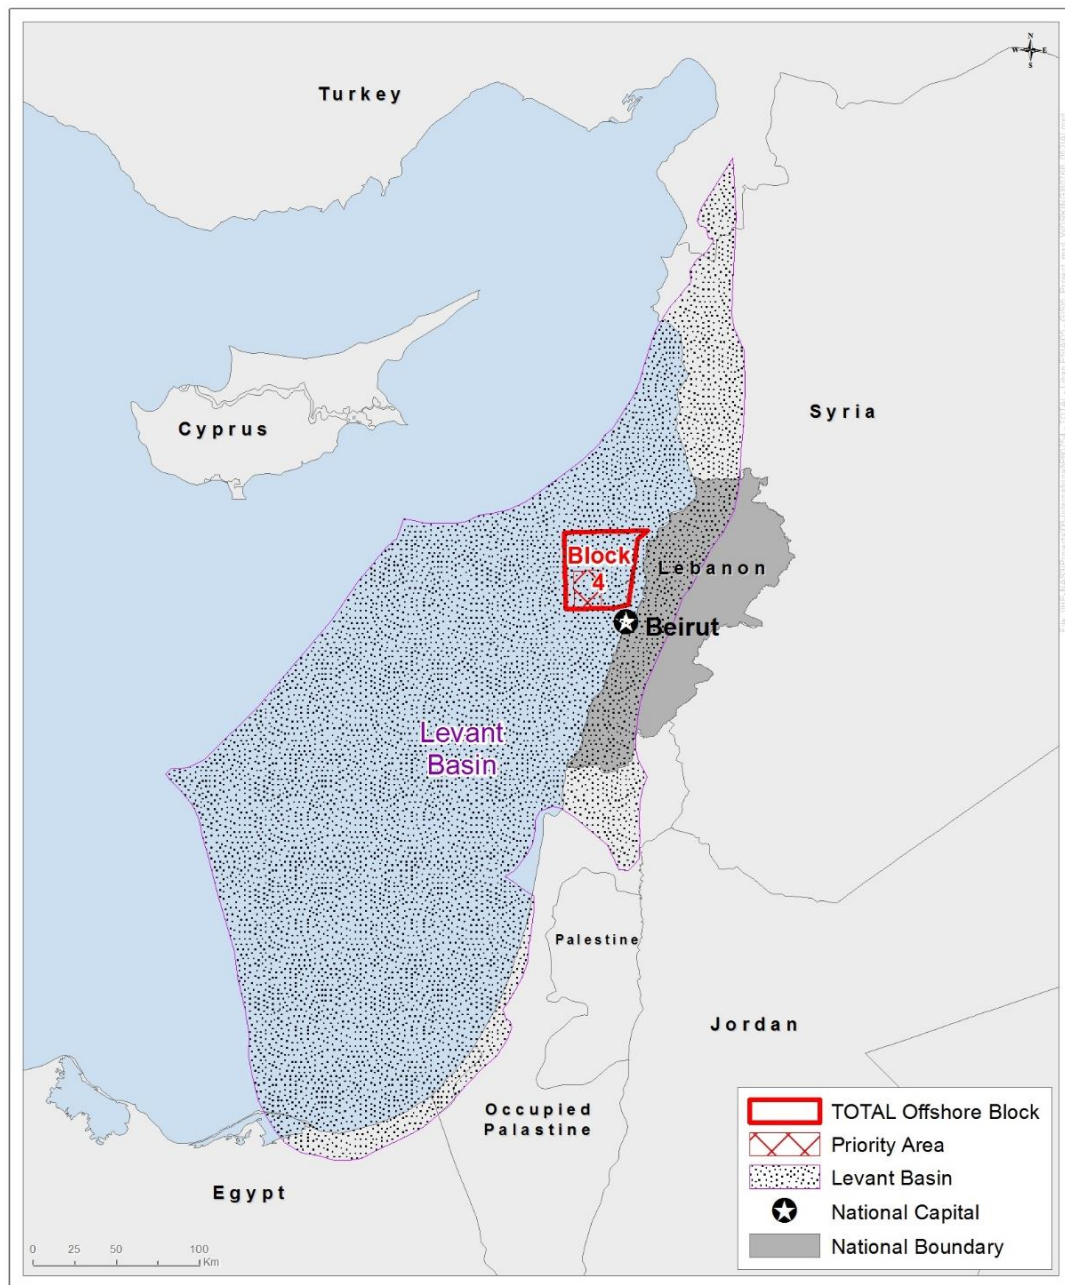 N
W E
S
Turkey
Cyprus
Syria
Block
4
Lebanon
Beirut
Levant
Basin
Palestine
Jordan
Occupied
Palastine
Egypt
TOTAL Offshore Block
Priority Area
Levant Basin
National Capital
National Boundary
0 25 50 100
Km